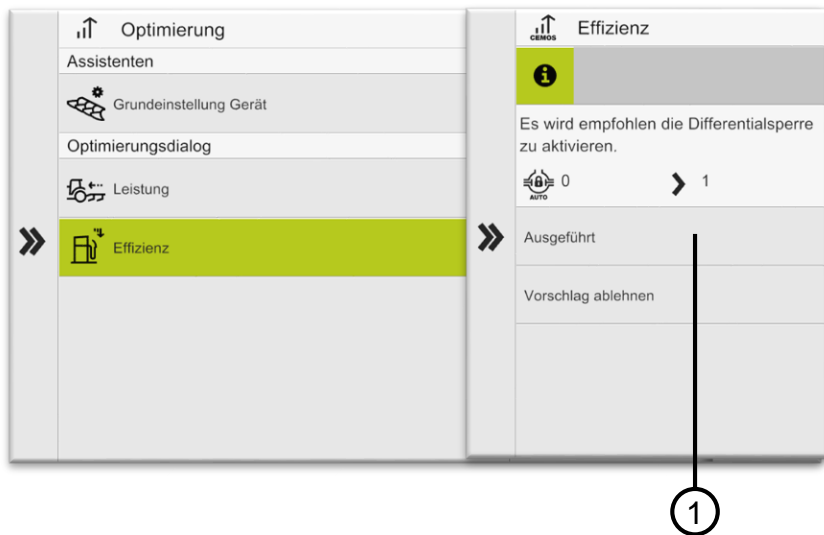 Optimierung
Assistenten
Grundeinstellung Gerät
Optimierungsdialog
Leistung
Effizienz
CEMOS
Effizienz
Es wird empfohlen die Differentialsperre
zu aktivieren.
AUTO
0
1
Ausgeführt
Vorschlag ablehnen
1